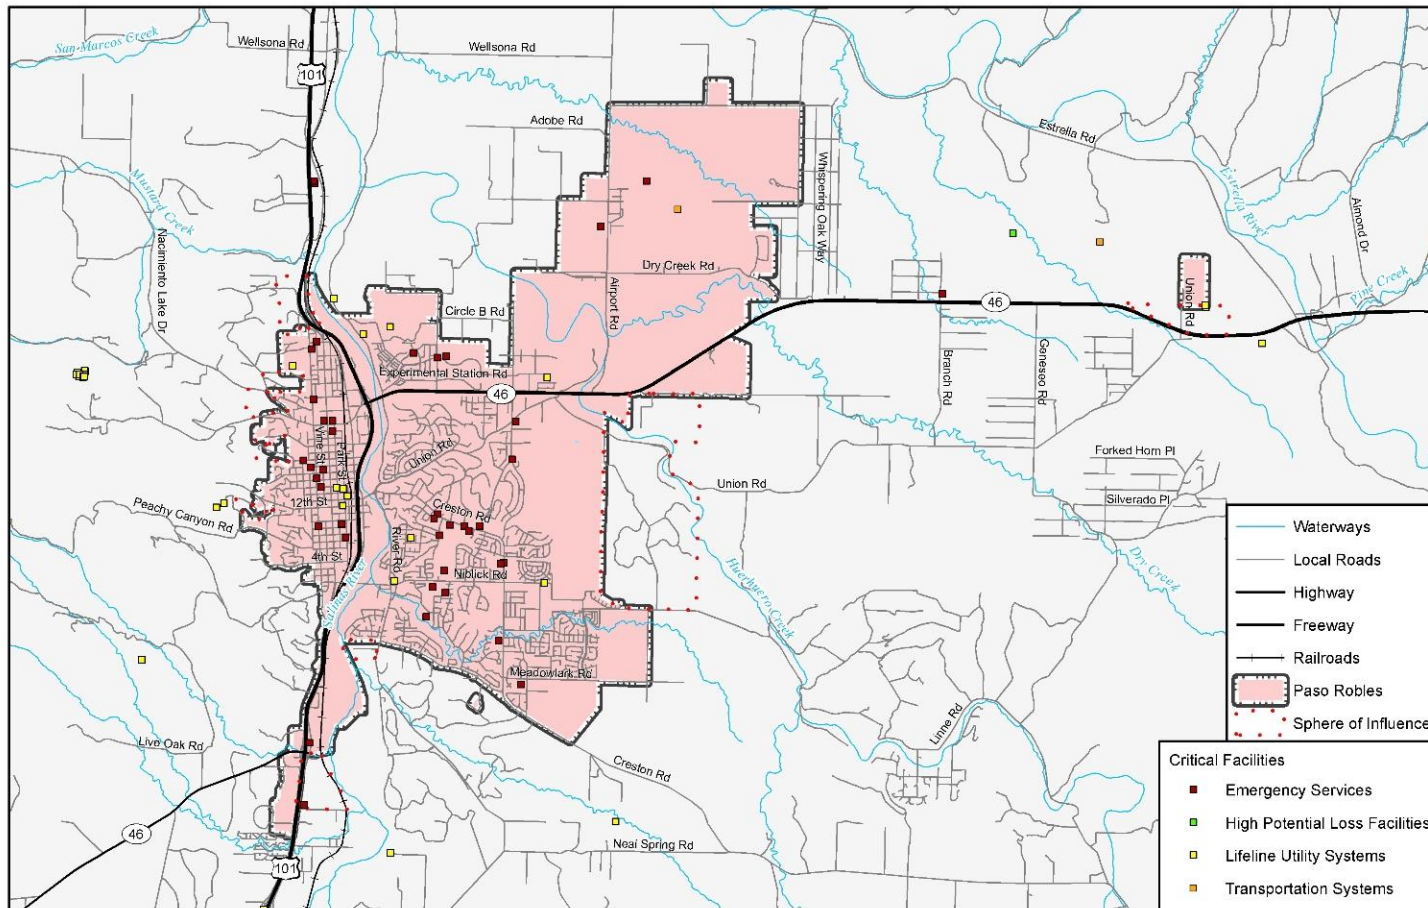 San Marcos Creek
Wellsona Rd
Wellsona Rd
101
Adobe Rd
Estrella Rd
Mustard Creek
Whispering Oak Way
Estrella River
Almond Dr
Nacimiento Lake Dr
Dry Creek Rd
Airport Rd
Union Rd
Pine Creek
46
Circle B Rd
Experimental Station Rd
46
Branch Rd
Geneseo Rd
Vine St
Park St
Union Rd
Forked Horn Pl
Union Rd
Silverado Pl
12th St
Peachy Canyon Rd
Creston Rd
River Rd
4th St
Niblick Rd
Salinas River
Huerhuero Creek
Dry Creek
Meadowlark Rd
Live Oak Rd
Linne Rd
Creston Rd
46
Neal Spring Rd
101
Waterways
Local Roads
Highway
Freeway
Railroads
Paso Robles
Sphere of Influence
Critical Facilities
Emergency Services
High Potential Loss Facilities
Lifeline Utility Systems
Transportation Systems